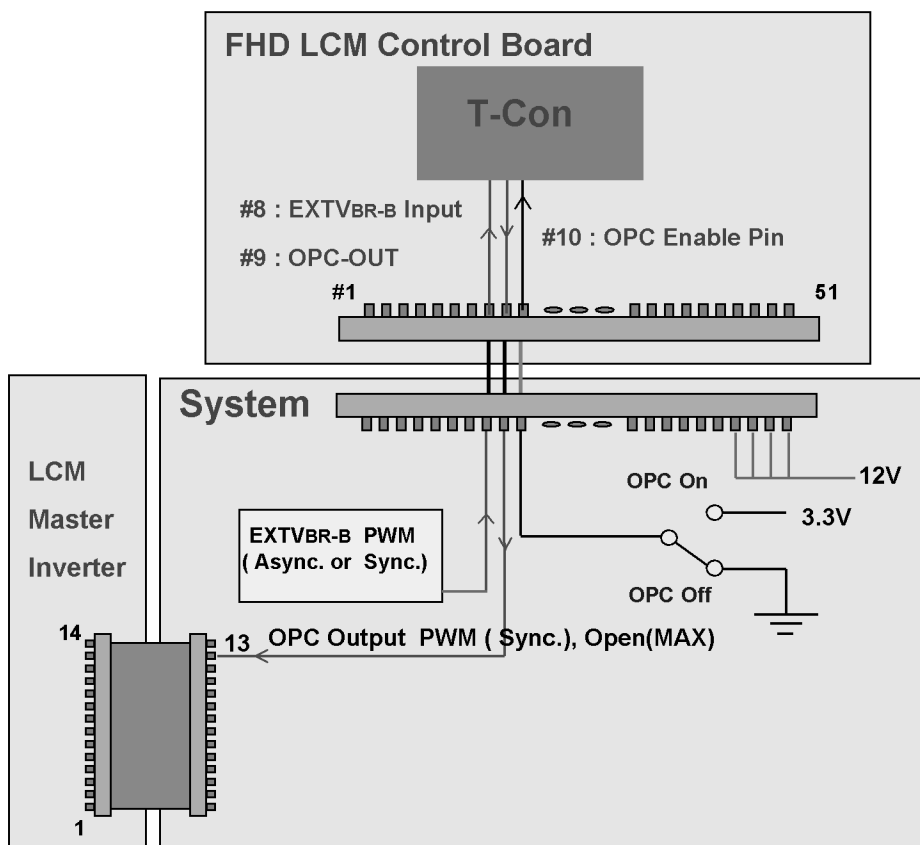 FHD LCM Control Board
T-Con
#8 : EXTVBR-B Input
#9 : OPC-OUT
#10 : OPC Enable Pin
#1
51
System
LCM
Master
Inverter
OPC On
12V
3.3V
EXTVBR-B PWM
( Async. or Sync.)
OPC Off
14
13
OPC Output PWM ( Sync.), Open(MAX)
1